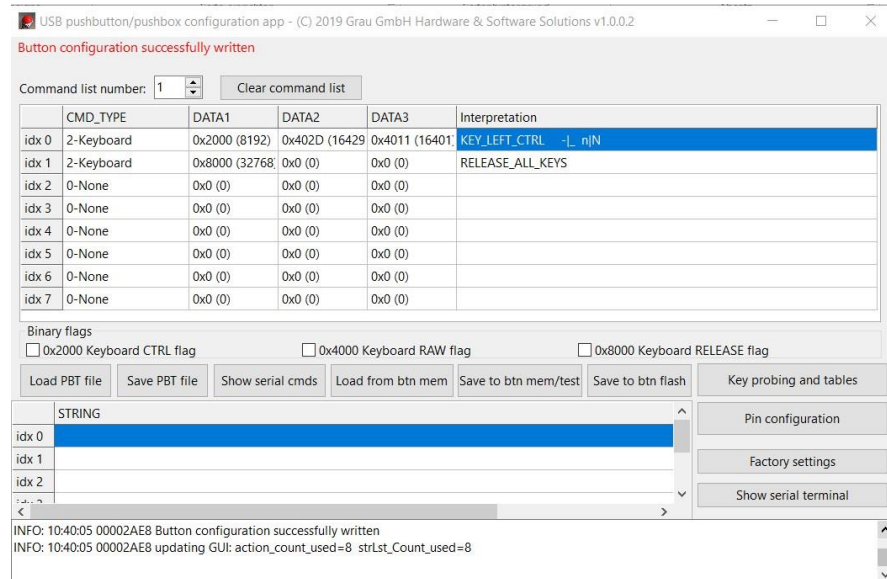 USB pushbutton/pushbox configuration app - (C) 2019 Grau GmbH Hardware & Software Solutions v1.0.0.2
Button configuration successfully written
Command list number: 1 Clear command list
CMD_TYPE DATA1 DATA2 DATA3 Interpretation
idx 0 2-Keyboard 0x2000 (8192) 0x402D (16429 0x4011 (16401) KEY_LEFT_CTRL -|_ n|N
idx 1 2-Keyboard 0x8000 (32768) 0x0 (0) 0x0 (0) RELEASE_ALL_KEYS
idx 2 0-None 0x0 (0) 0x0 (0) 0x0 (0)
idx 3 0-None 0x0 (0) 0x0 (0) 0x0 (0)
idx 4 0-None 0x0 (0) 0x0 (0) 0x0 (0)
idx 5 0-None 0x0 (0) 0x0 (0) 0x0 (0)
idx 6 0-None 0x0 (0) 0x0 (0) 0x0 (0)
idx 7 0-None 0x0 (0) 0x0 (0) 0x0 (0)
Binary flags
0x2000 Keyboard CTRL flag 0x4000 Keyboard RAW flag 0x8000 Keyboard RELEASE flag
Load PBT file Save PBT file Show serial cmds Load from btn mem Save to btn mem/test Save to btn flash Key probing and tables
STRING
Pin configuration
idx 0
idx 1
Factory settings
idx 2
Show serial terminal
INFO: 10:40:05 00002AE8 Button configuration successfully written
INFO: 10:40:05 00002AE8 updating GUI: action_count_used=8 strLst_Count_used=8